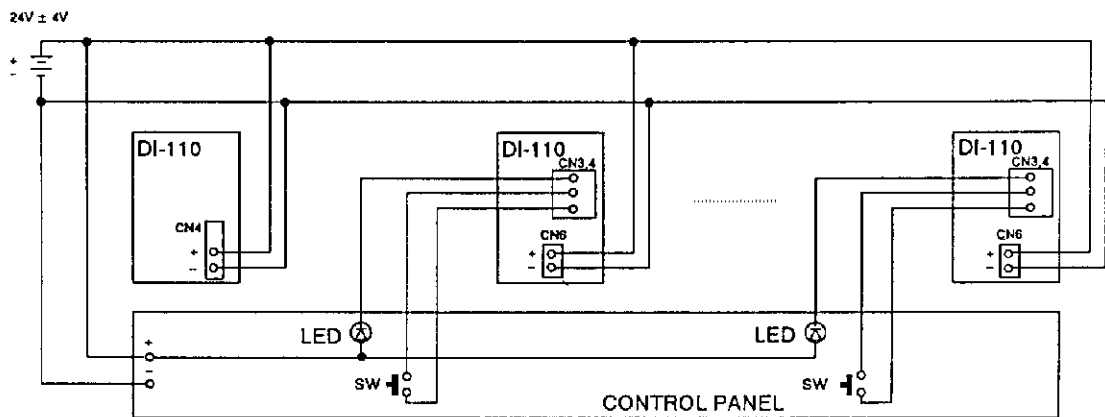 24V ± 4V
+
-
DI-110
CN4
+
-
DI-110
CN3,4
CN6
+
-
DI-110
CN3,4
CN6
+
-
+
-
LED
SW
LED
SW
CONTROL PANEL